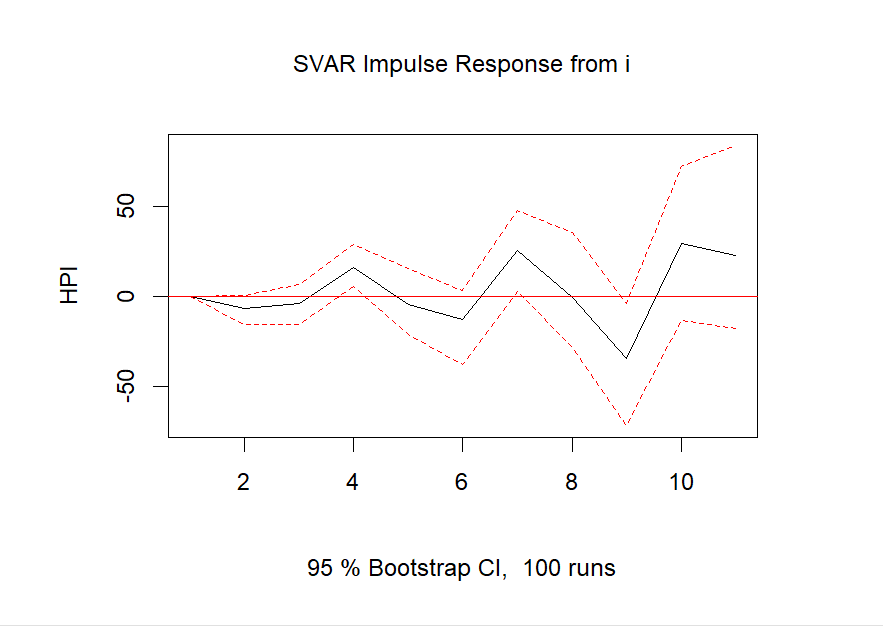 SVAR Impulse Response from i
HPI
50
0
-50
2 4 6 8 10
95 % Bootstrap CI, 100 runs